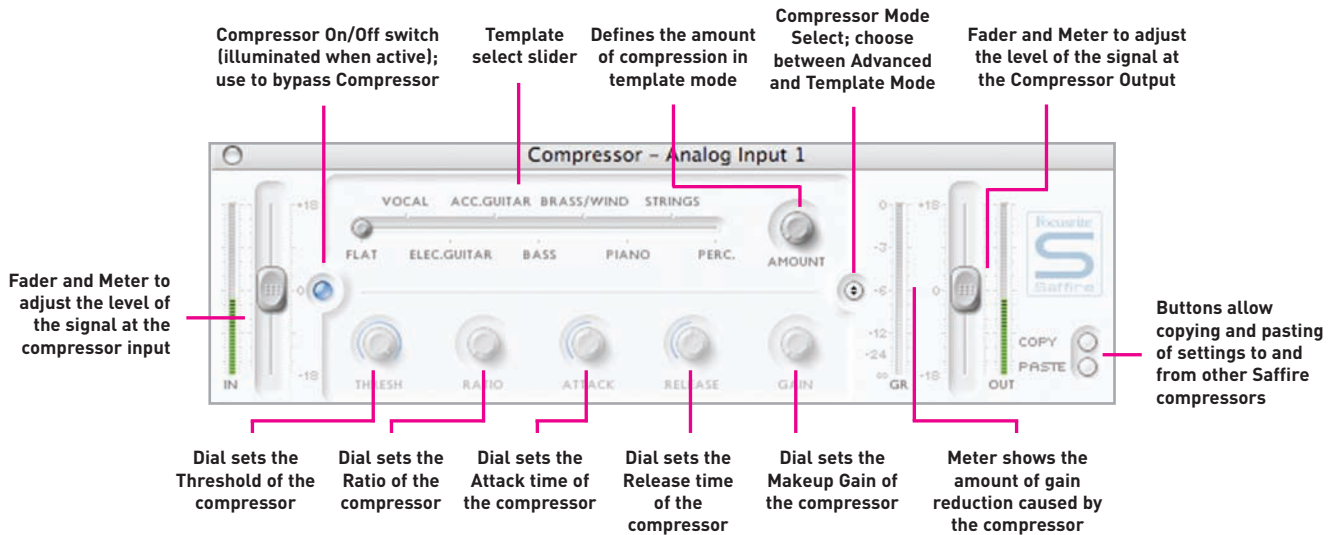 Compressor On/Off switch
(illuminated when active);
use to bypass Compressor
Template
select slider
Defines the amount
of compression in
template mode
Compressor Mode
Select; choose
between Advanced
and Template Mode
Fader and Meter to adjust
the level of the signal at
the Compressor Output
Compressor – Analog Input 1
VOCAL ACC.GUITAR BRASS/WIND STRINGS
FLAT ELEC.GUITAR BASS PIANO PERC.
AMOUNT
+18
0
-18
IN
THRESH RATIO ATTACK RELEASE GAIN
0
-3
-6
-12
-24
∞
GR
+18
0
-18
OUT
Focusrite
S
Saffire
COPY
PASTE
Fader and Meter to
adjust the level of
the signal at the
compressor input
Buttons allow
copying and pasting
of settings to and
from other Saffire
compressors
Dial sets the
Threshold of the
compressor
Dial sets the
Ratio of the
compressor
Dial sets the
Attack time of
the compressor
Dial sets the
Release time
of the
compressor
Dial sets the
Makeup Gain of
the compressor
Meter shows the
amount of gain
reduction caused by
the compressor